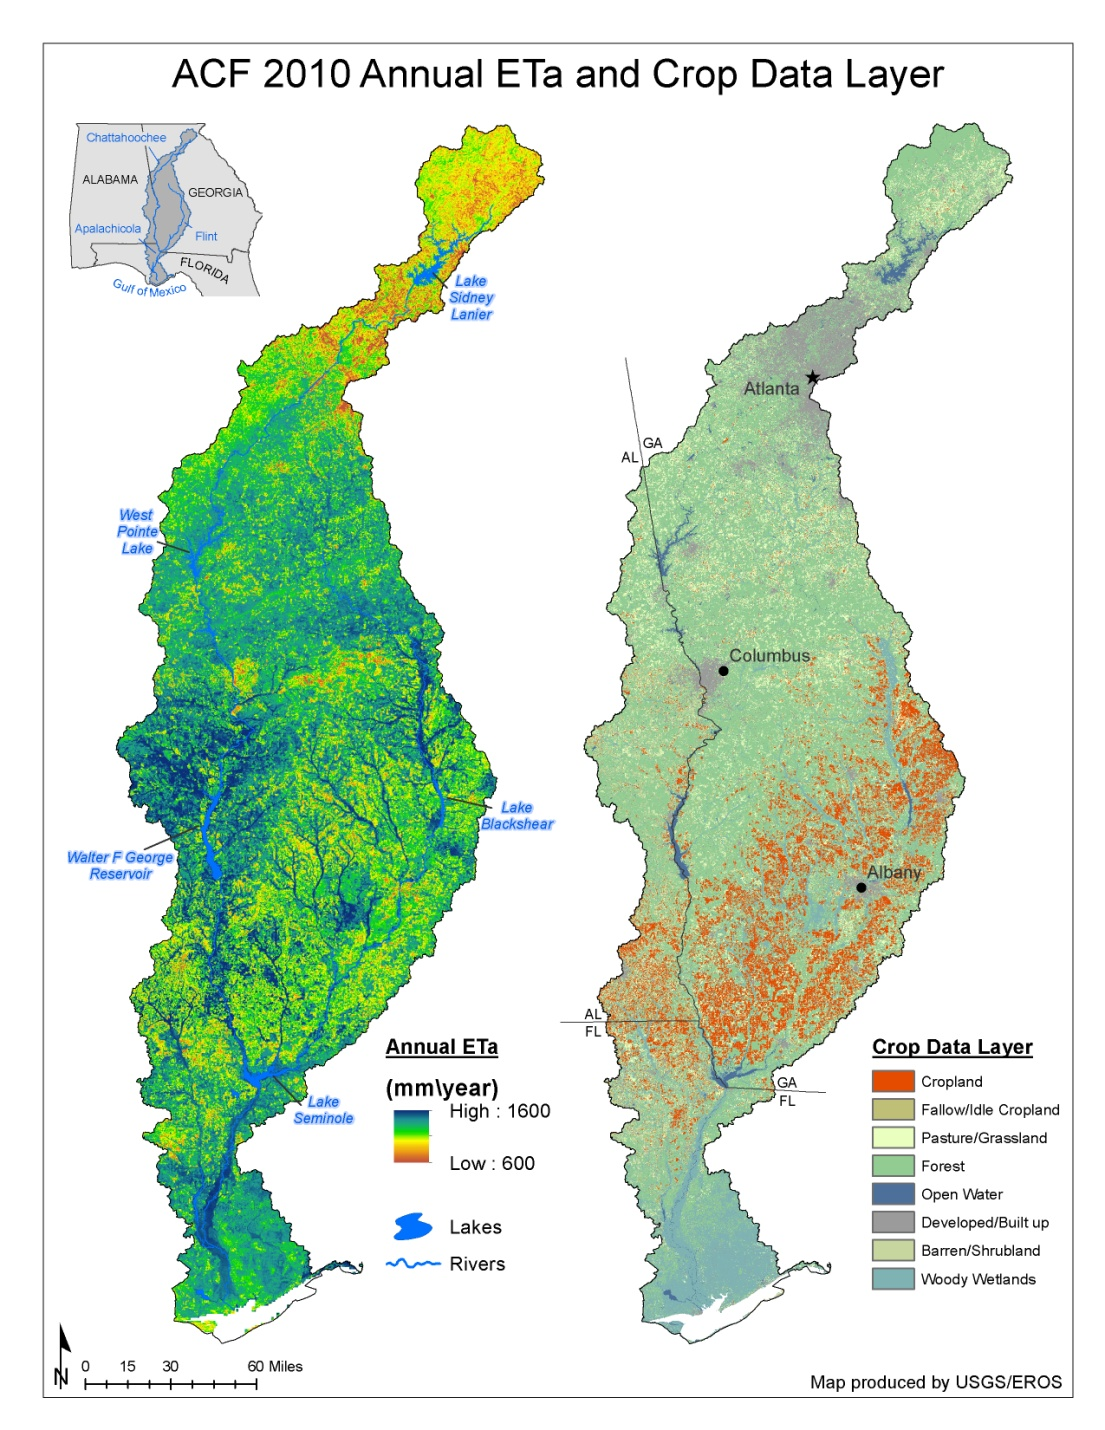 ACF 2010 Annual ETa and Crop Data Layer
Chattahoochee
ALABAMA
GEORGIA
Apalachicola
Flint
FLORIDA
Gulf of Mexico
Lake
Sidney
Lanier
West
Pointe
Lake
Lake
Blackshear
Walter F George
Reservoir
Lake
Seminole
Annual ETa
(mm\year)
High : 1600
Low : 600
Lakes
Rivers
N
0 15 30 60 Miles
Atlanta
GA
AL
Columbus
Albany
AL
FL
GA
FL
Crop Data Layer
Cropland
Fallow/Idle Cropland
Pasture/Grassland
Forest
Open Water
Developed/Built up
Barren/Shrubland
Woody Wetlands
Map produced by USGS/EROS